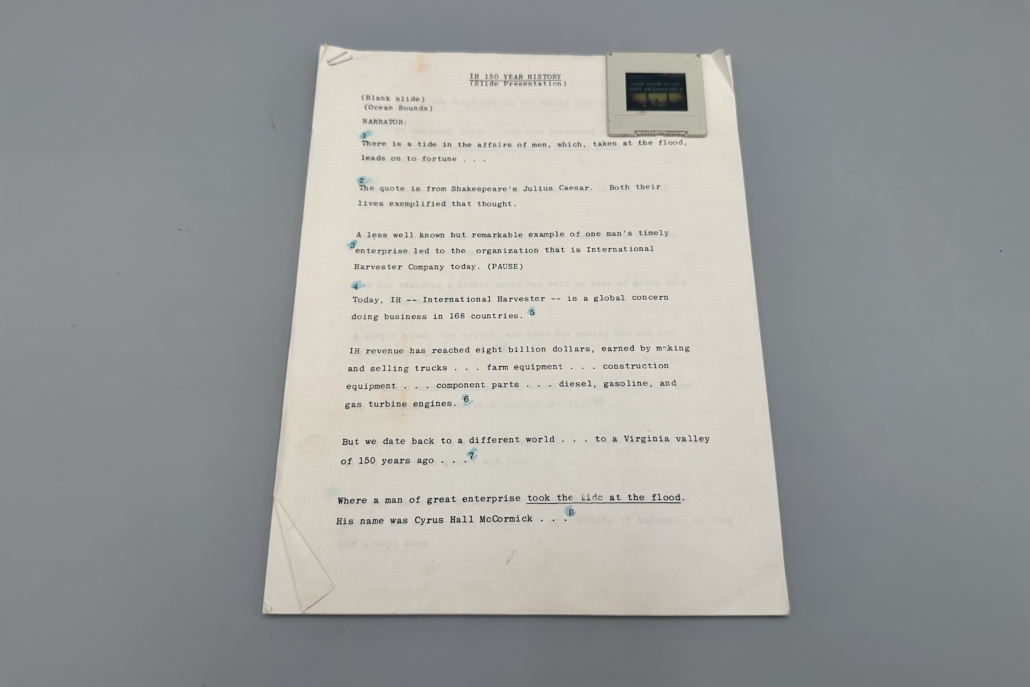 IH 150 YEAR HISTORY
(Slide Presentation)
(Blank slide)
(Ocean Sounds)
NARRATOR:
1
There is a tide in the affairs of men, which, taken at the flood,
leads on to fortune . . .
2
The quote is from Shakespeare's Julius Caesar. Both their
lives exemplified that thought.
A less well known but remarkable example of one man's timely
3
enterprise led to the organization that is International
Harvester Company today. (PAUSE)
4
Today, IH -- International Harvester -- is a global concern
doing business in 168 countries. 5
IH revenue has reached eight billion dollars, earned by making
and selling trucks . . . farm equipment . . . construction
equipment . . . component parts . . . diesel, gasoline, and
gas turbine engines. 6
But we date back to a different world . . . to a Virginia valley
of 150 years ago . . . 7
Where a man of great enterprise took the tide at the flood.
His name was Cyrus Hall McCormick . . . 8